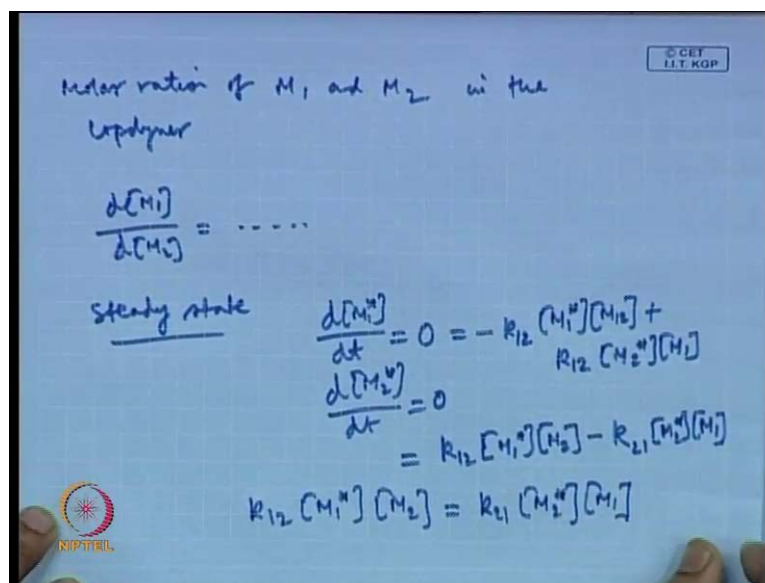 © CET
I.I.T. KGP
Molar ration of M₁ and M₂ in the
copolymer
d[M₁]/d[M₂] = .....
Steady state
d[M₁*]/dt = 0 = - k₁₂ [M₁*][M₁₂] +
k₁₂ [M₂*][M₁]
d[M₂*]/dt = 0
= k₁₂ [M₁*][M₂] - k₂₁ [M₂*][M₁]
k₁₂ [M₁*] [M₂] = k₂₁ [M₂*][M₁]
NPTEL